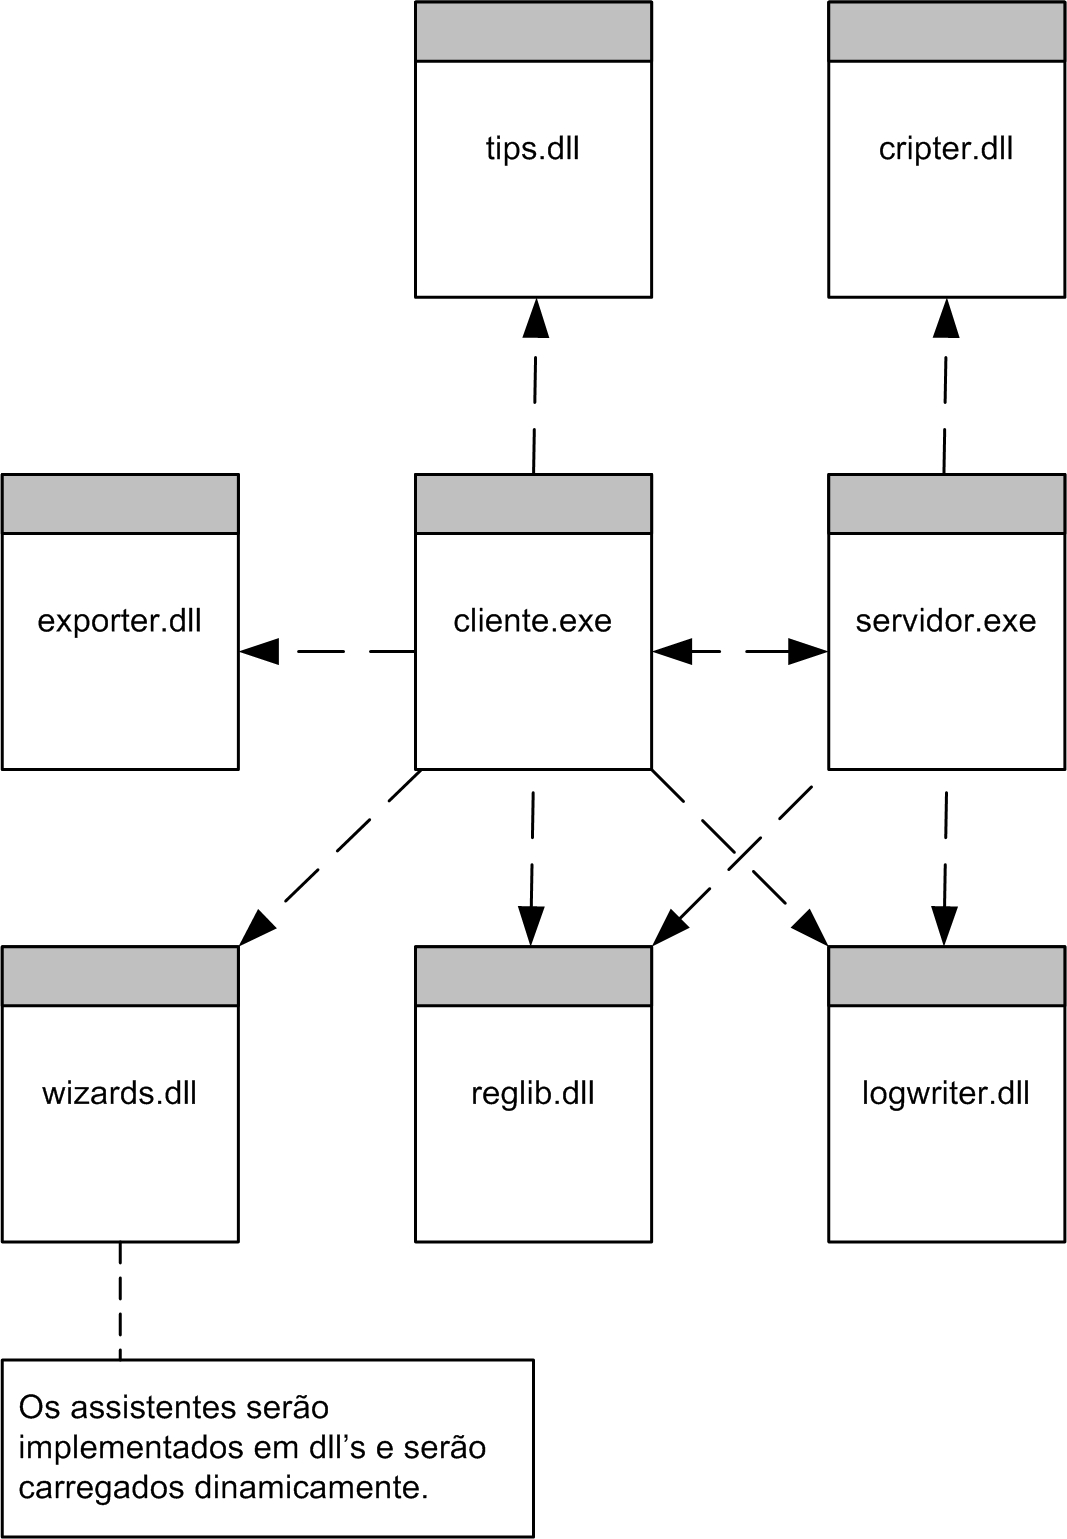 tips.dll
cripter.dll
exporter.dll
cliente.exe
servidor.exe
wizards.dll
reglib.dll
logwriter.dll
Os assistentes serão
implementados em dll’s e serão
carregados dinamicamente.